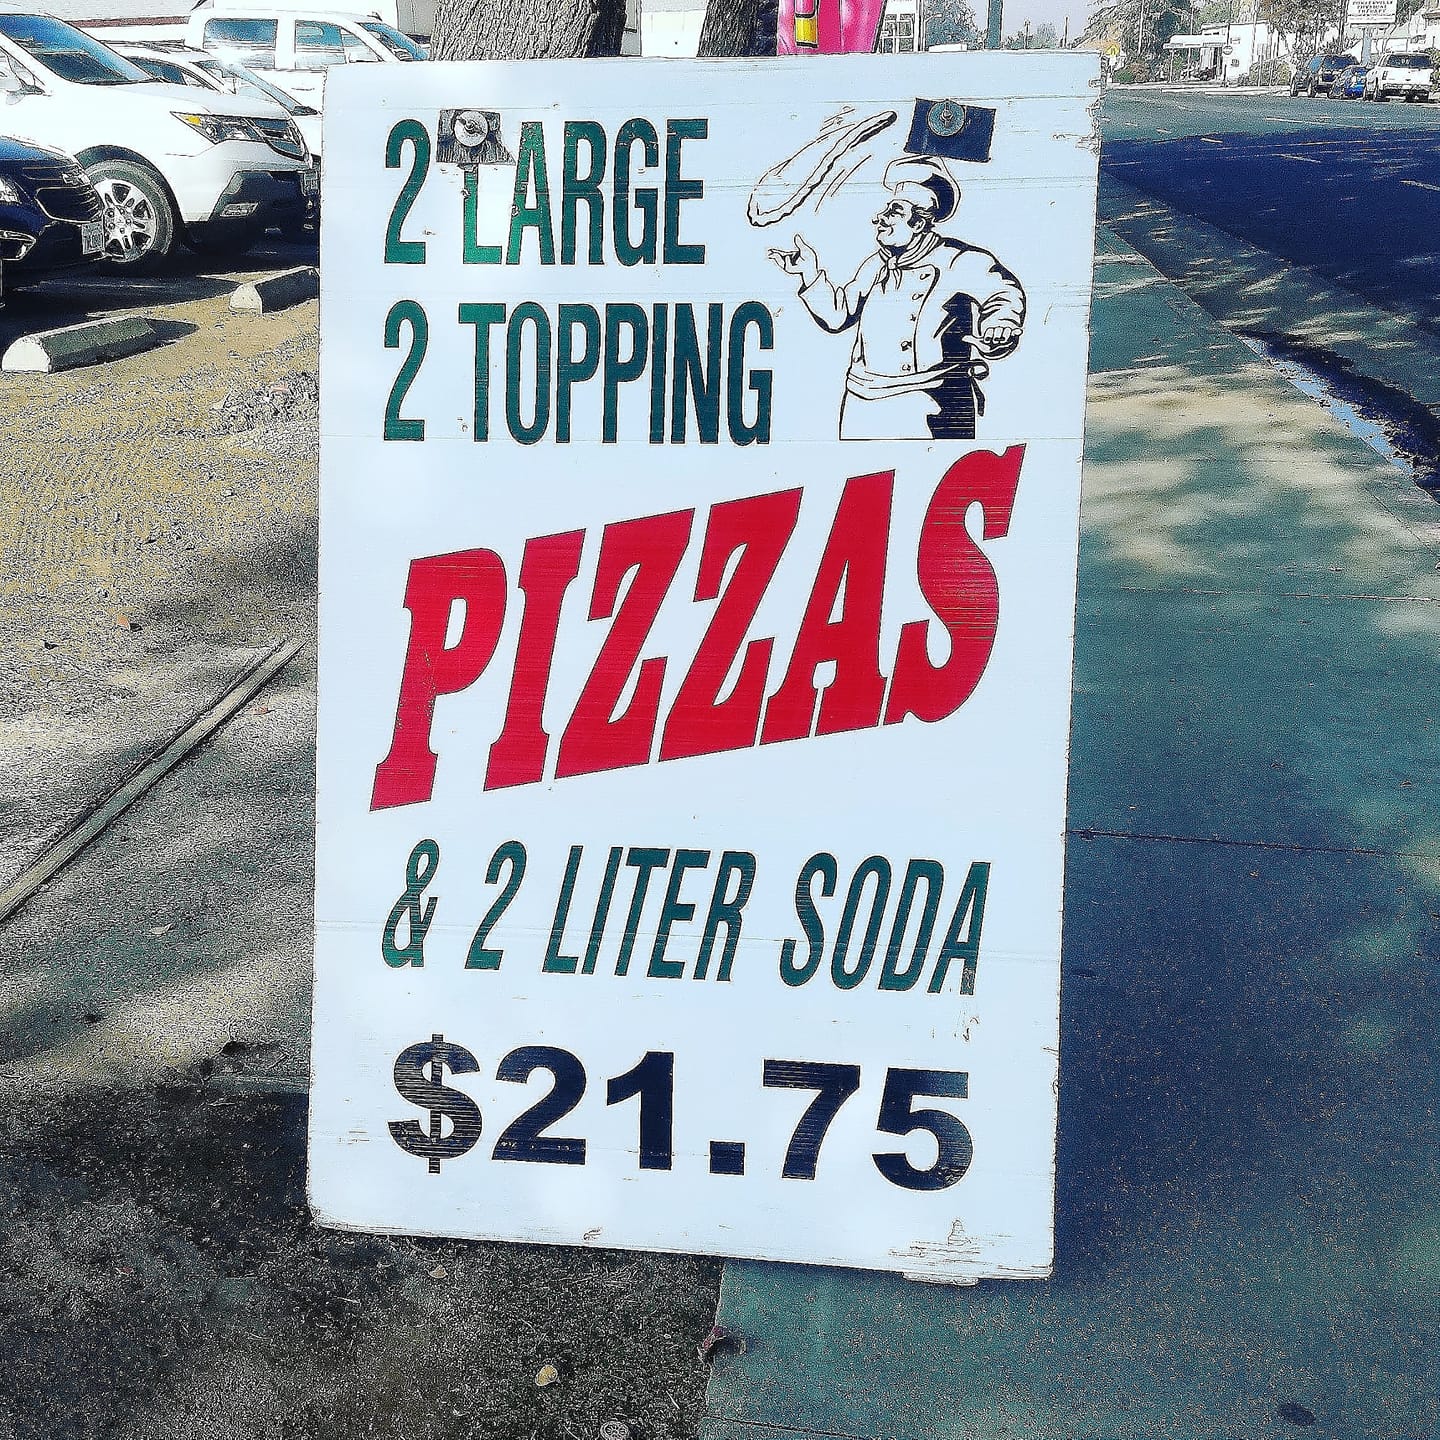 2 LARGE
2 TOPPING
PIZZAS
& 2 LITER SODA
$21.75